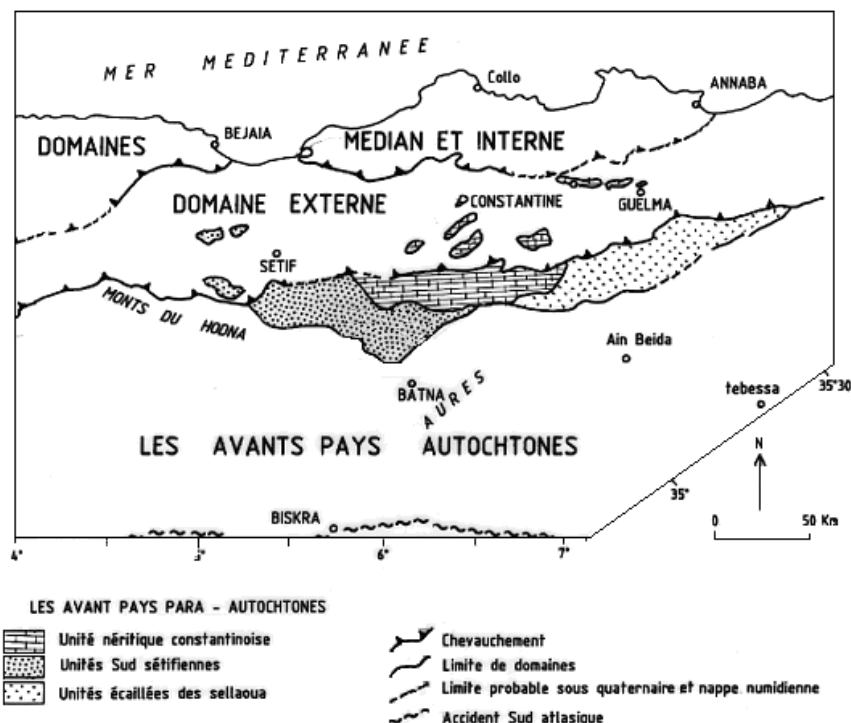 MER MEDITERRANEE
Collo
ANNABA
BEJAIA
DOMAINES
MEDIAN ET INTERNE
DOMAINE EXTERNE
CONSTANTINE
GUELMA
SETIF
MONTS DU HODNA
Ain Beida
BATNA
AURES
tebessa
35°30
LES AVANTS PAYS AUTOCHTONES
N
35°
BISKRA
0 50 Km
4° 5° 6° 7°
LES AVANT PAYS PARA - AUTOCHTONES
Unité néritique constantinoise
Unités Sud sétifiennes
Unités écaillées des sellaoua
Chevauchement
Limite de domaines
Limite probable sous quaternaire et nappe numidienne
Accident Sud atlasique